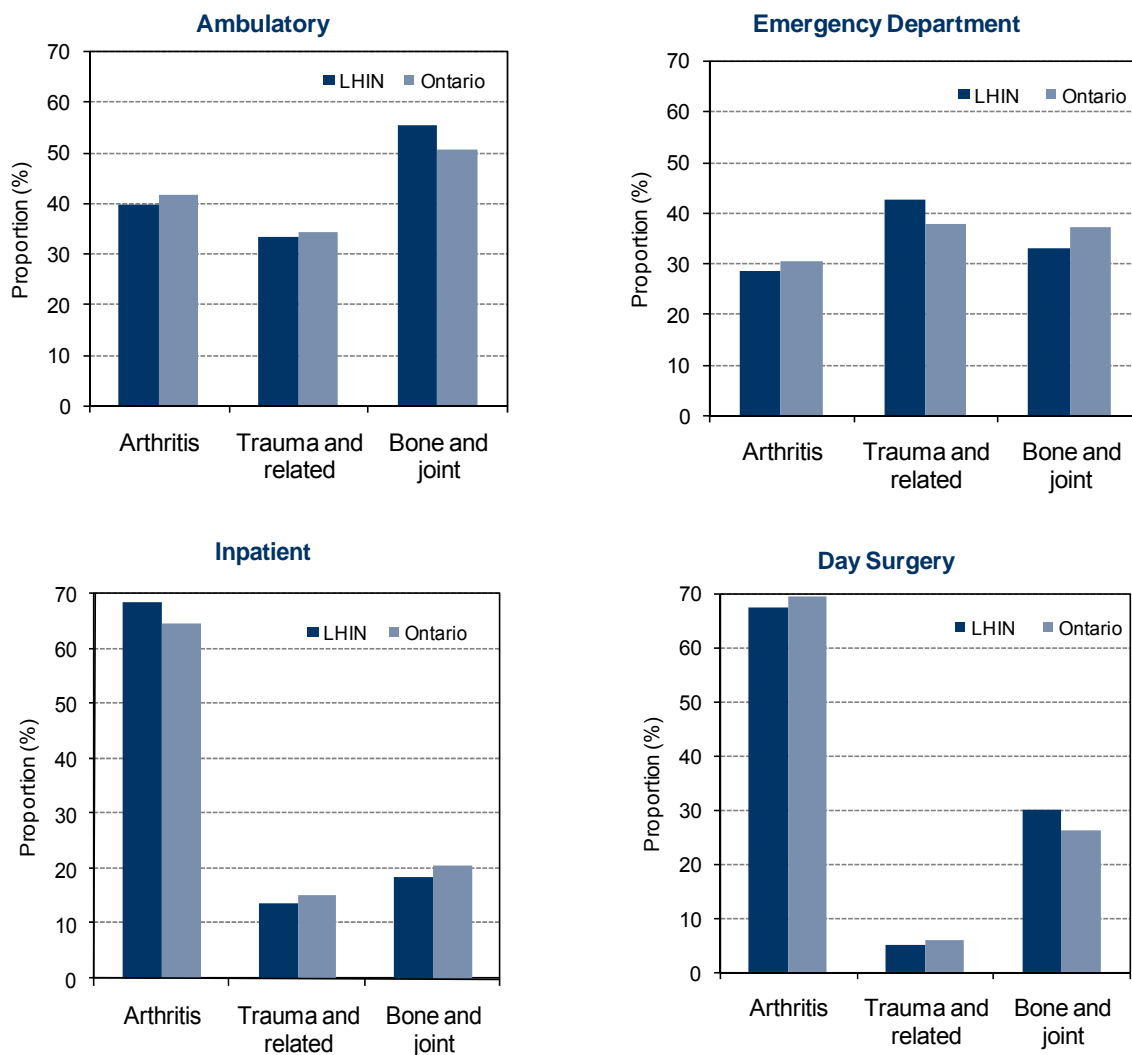 Ambulatory
70
60
50
40
30
20
10
0
Proportion (%)
LHIN Ontario
Arthritis Trauma and Bone and
related joint
Emergency Department
70
60
50
40
30
20
10
0
Proportion (%)
LHIN Ontario
Arthritis Trauma and Bone and
related joint
Inpatient
70
60
50
40
30
20
10
0
Proportion (%)
LHIN Ontario
Arthritis Trauma and Bone and
related joint
Day Surgery
70
60
50
40
30
20
10
0
Proportion (%)
LHIN Ontario
Arthritis Trauma and Bone and
related joint